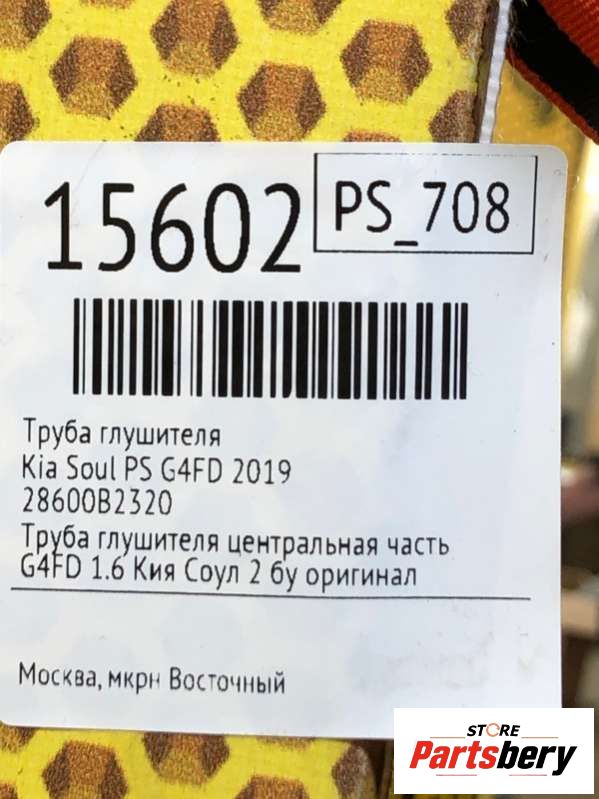 15602
PS_708
Труба глушителя
Kia Soul PS G4FD 2019
28600B2320
Труба глушителя центральная часть
G4FD 1.6 Кия Соул 2 бу оригинал
Москва, мкрн Восточный
STORE
Partsbery